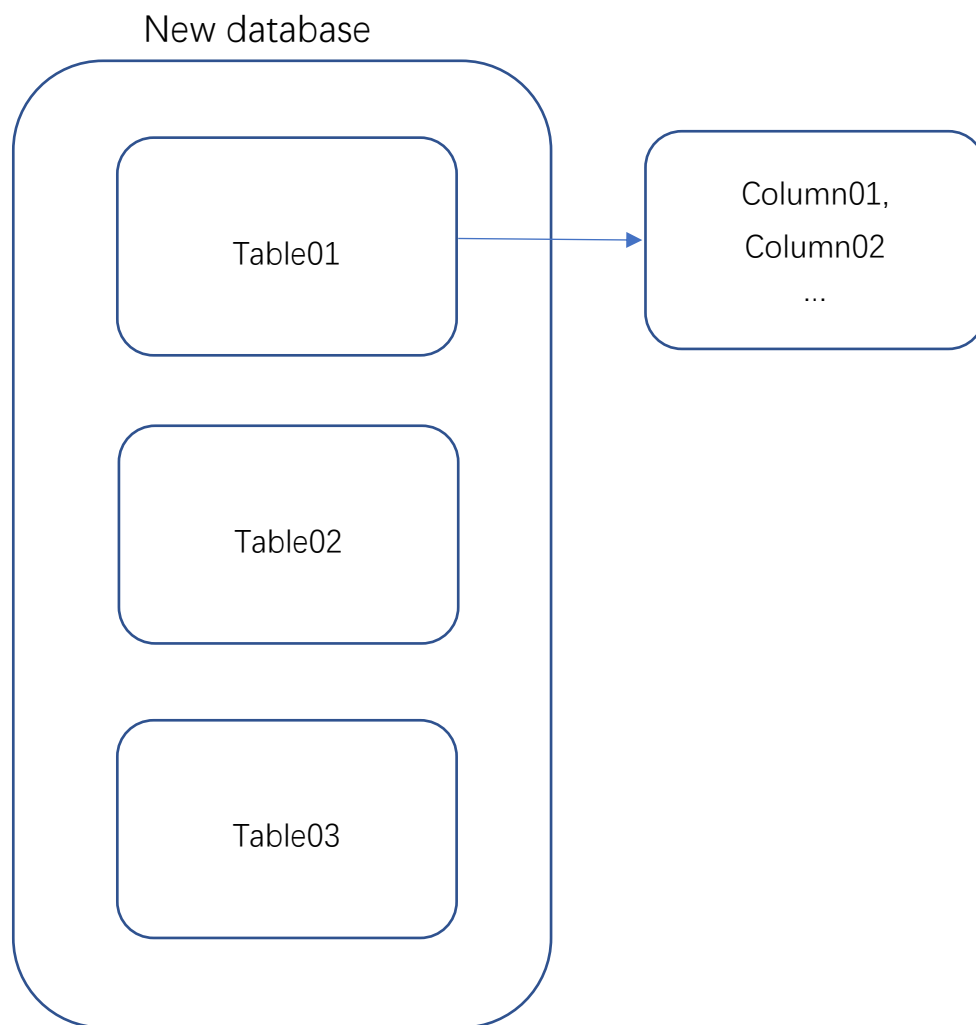 New database
Table01
Column01,
Column02
...
Table02
Table03